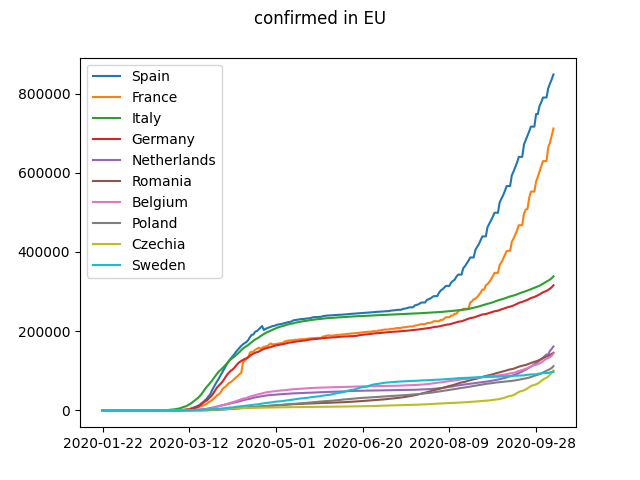 confirmed in EU
Spain
France
Italy
Germany
Netherlands
Romania
Belgium
Poland
Czechia
Sweden
800000
600000
400000
200000
0
2020-01-22 2020-03-12 2020-05-01 2020-06-20 2020-08-09 2020-09-28